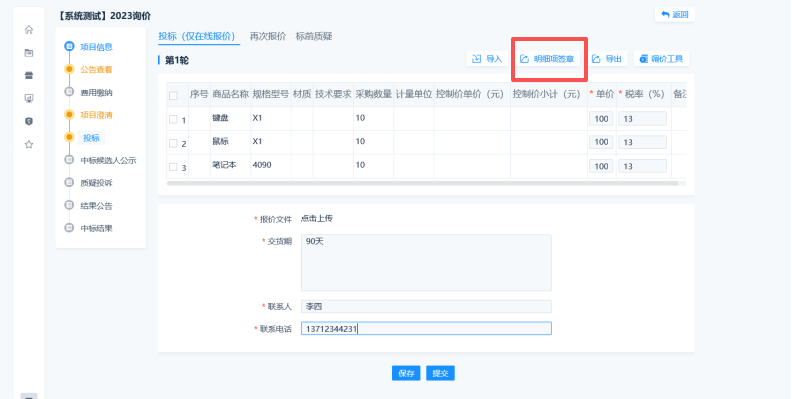 【系统测试】2023询价
返回
项目信息
公告查看
费用缴纳
项目澄清
投标
中标候选人公示
质疑投诉
结果公告
中标结果
投标（仅在线报价） 再次报价 标前质疑
第1轮
导入 明细项签章 导出 编价工具
序号 商品名称 规格型号 材质 技术要求 采购数量 计量单位 控制价单价（元） 控制价小计（元） * 单价 * 税率（%） 备注
1 键盘 X1 10 100 13
2 鼠标 X1 10 100 13
3 笔记本 4090 10 100 13
* 报价文件 点击上传
* 交货期 90天
* 联系人 李四
* 联系电话 13712344231
保存 提交